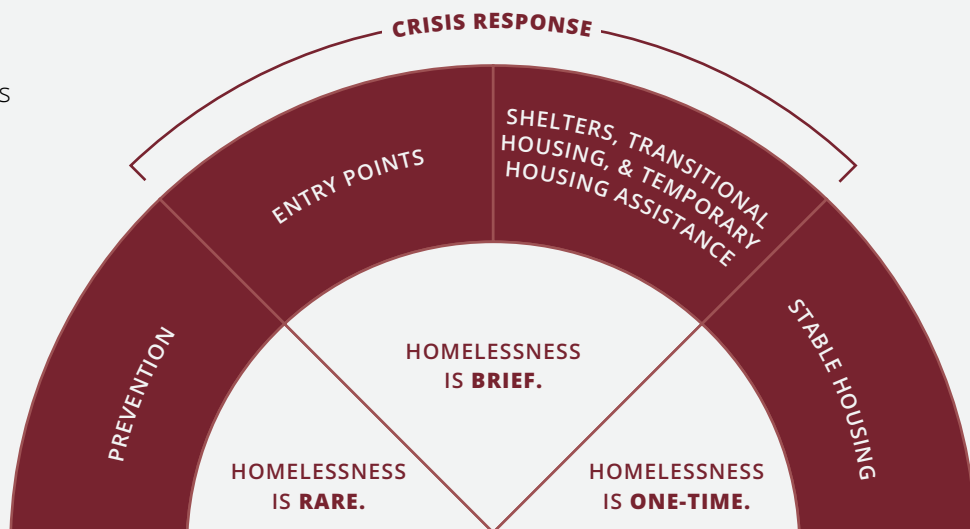 CRISIS RESPONSE
S
ENTRY POINTS
SHELTERS, TRANSITIONAL
HOUSING, & TEMPORARY
HOUSING ASSISTANCE
PREVENTION
STABLE HOUSING
HOMELESSNESS
IS BRIEF.
HOMELESSNESS
IS RARE.
HOMELESSNESS
IS ONE-TIME.